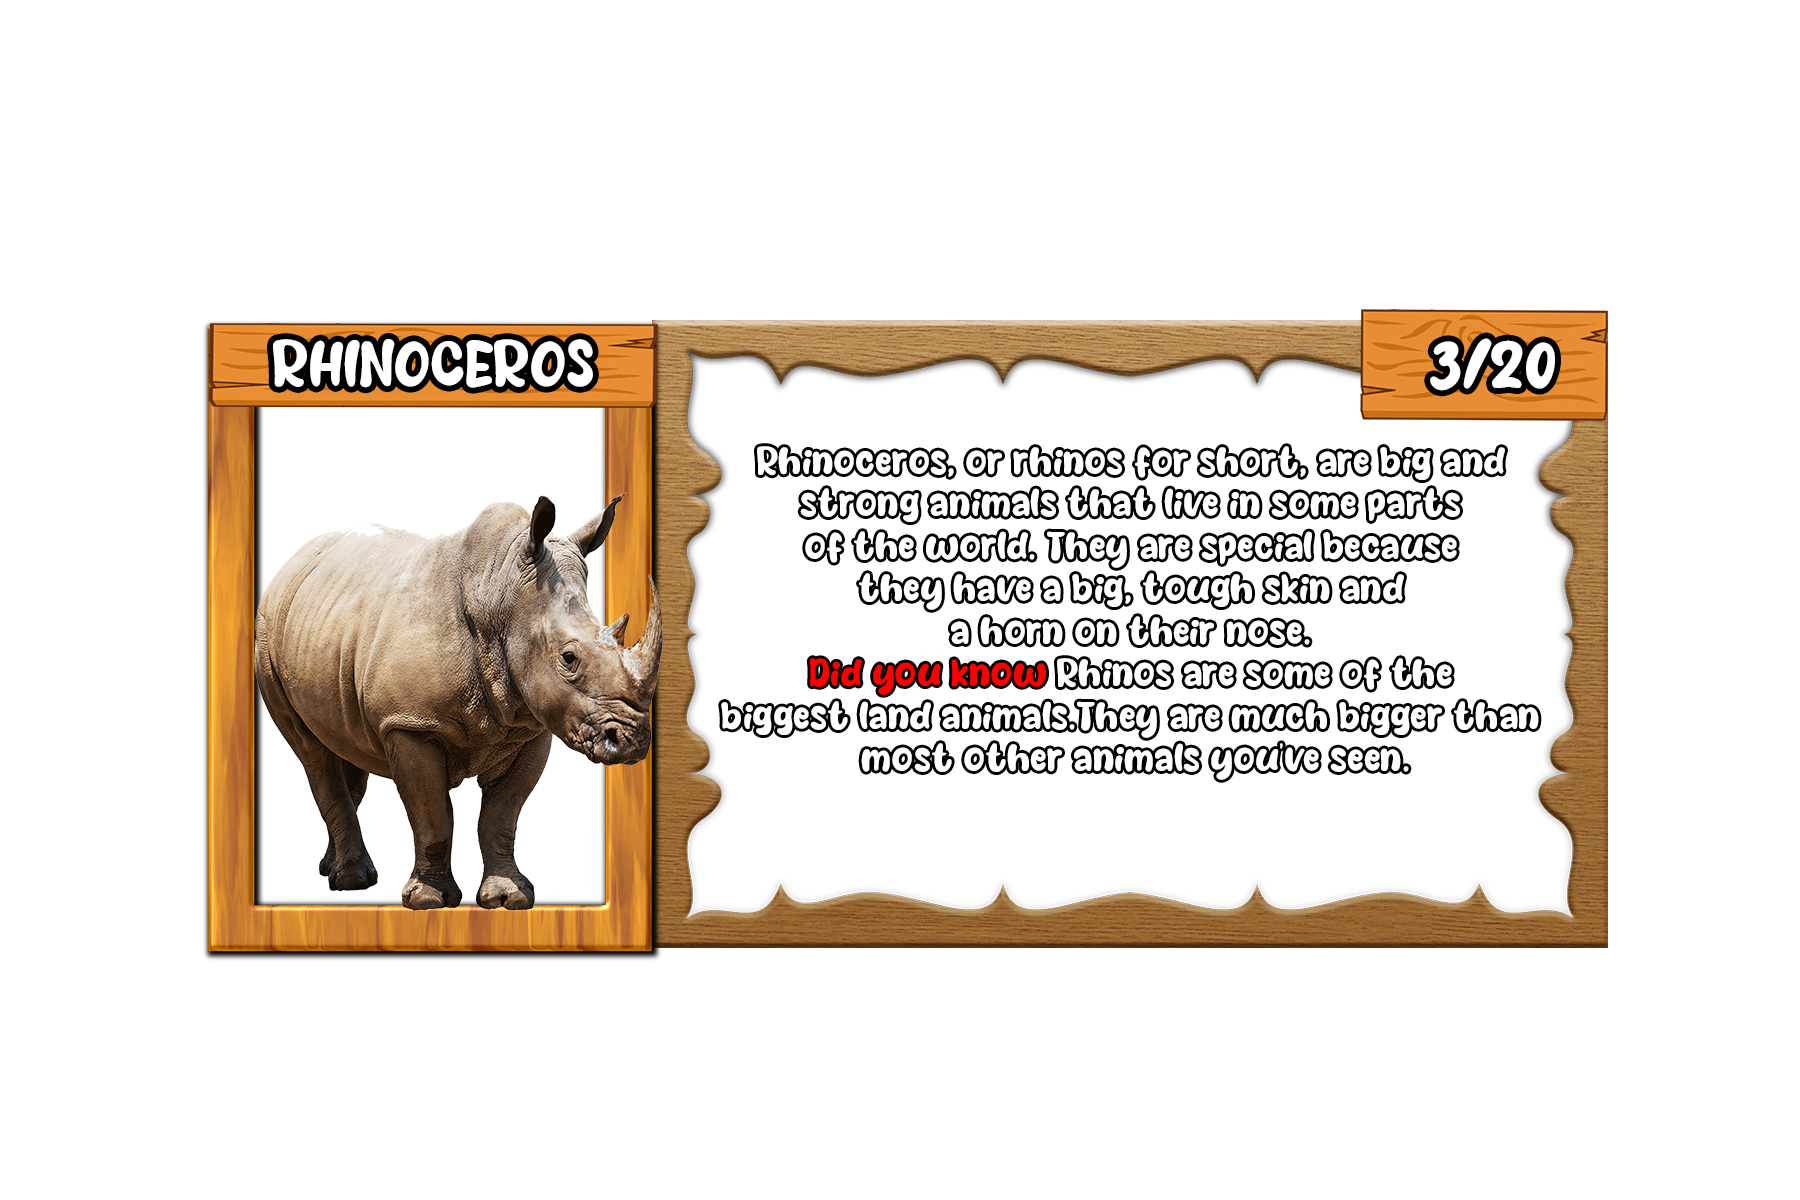 RHINOCEROS
3/20
Rhinoceros, or rhinos for short, are big and
strong animals that live in some parts
of the world. They are special because
they have a big, tough skin and
a horn on their nose.
Did you know Rhinos are some of the
biggest land animals.They are much bigger than
most other animals you've seen.